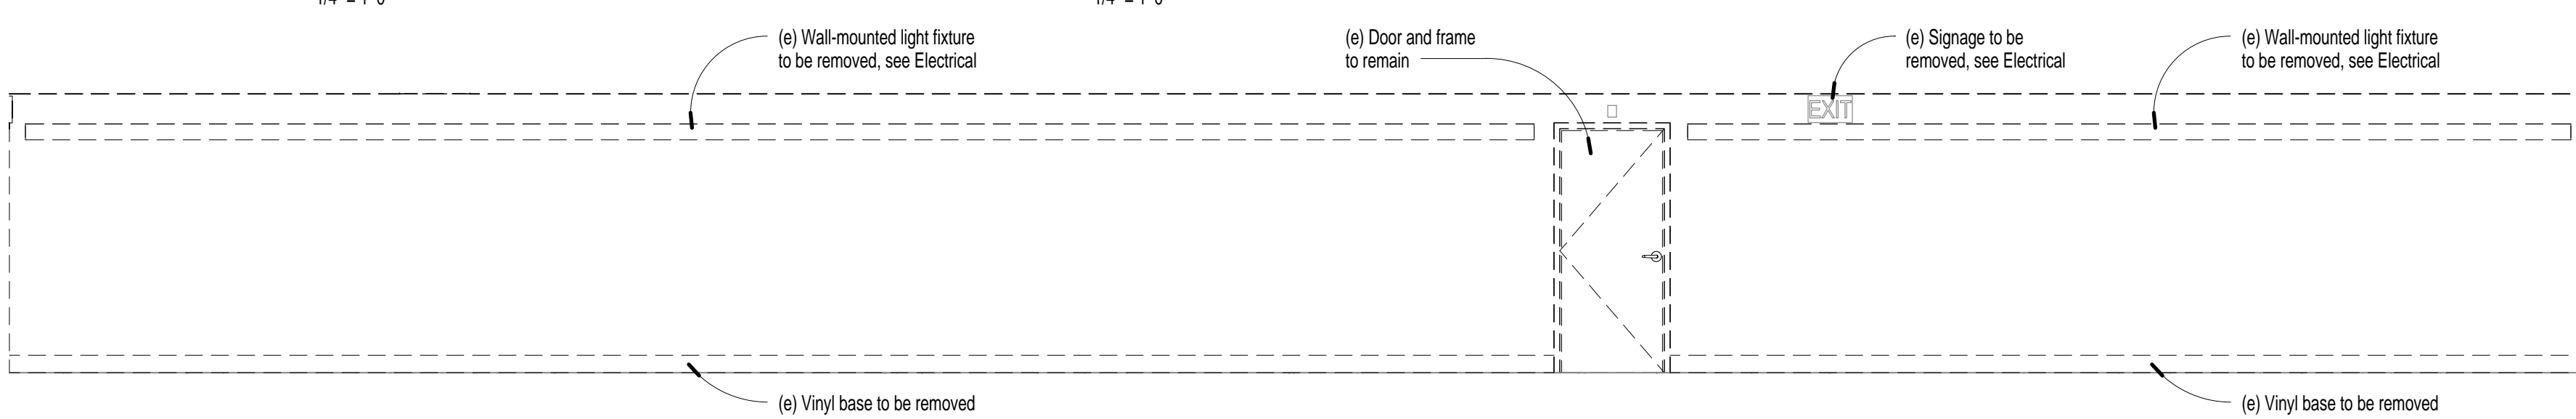 (e) Wall-mounted light fixture
to be removed, see Electrical
(e) Door and frame
to remain
(e) Signage to be
removed, see Electrical
(e) Wall-mounted light fixture
to be removed, see Electrical
EXIT
(e) Vinyl base to be removed
(e) Vinyl base to be removed